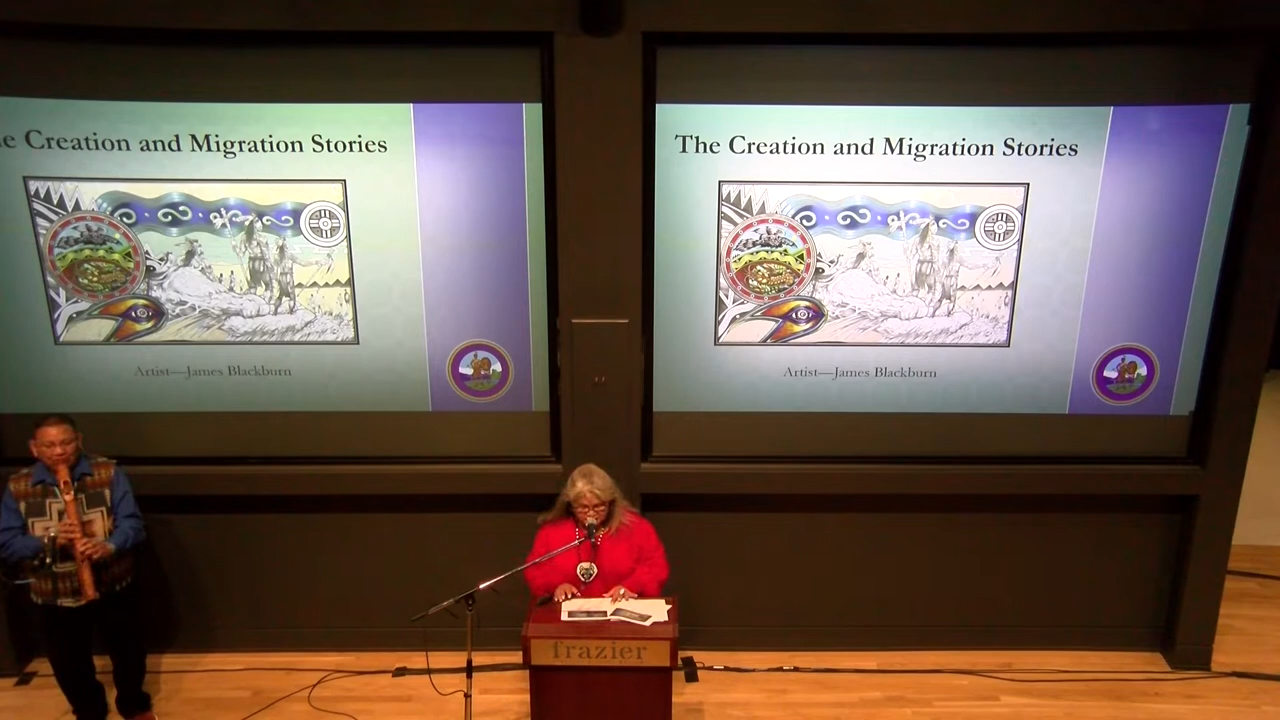 e Creation and Migration Stories
Artist—James Blackburn
The Creation and Migration Stories
Artist—James Blackburn
frazier